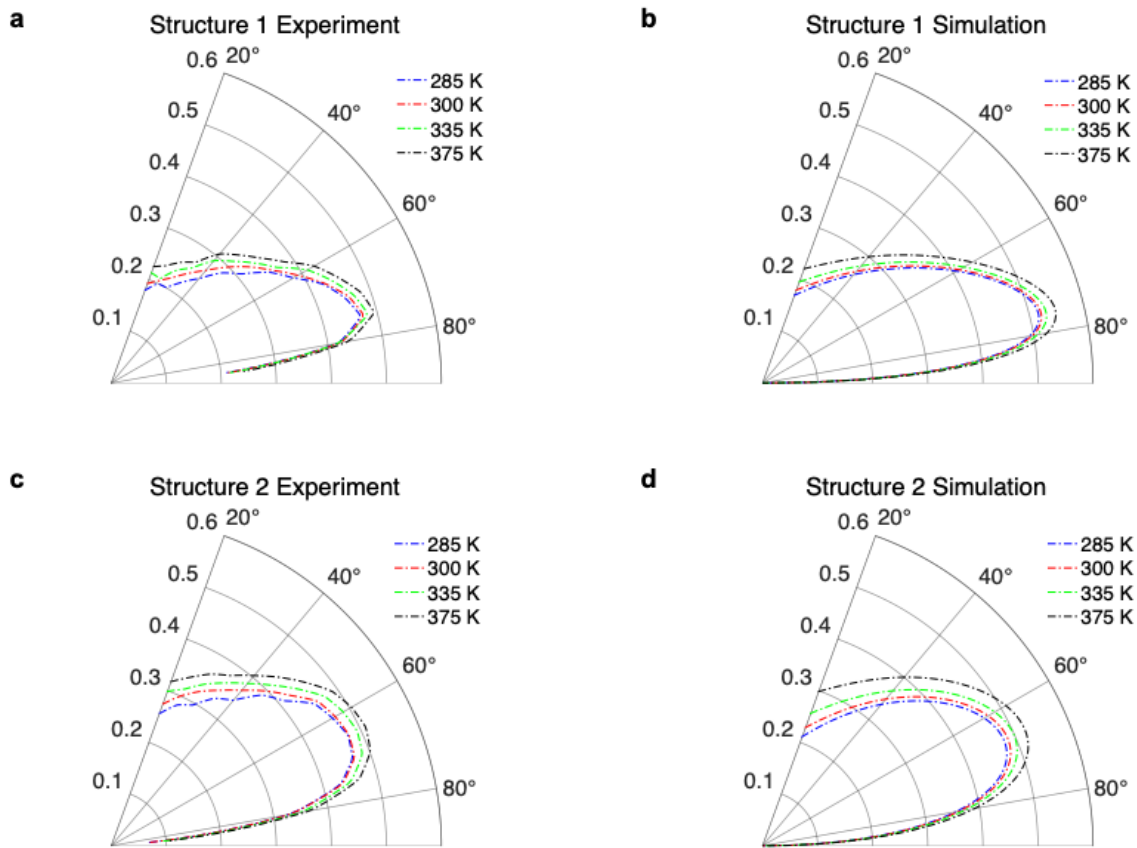 a
Structure 1 Experiment
0.6 20°
0.5
0.4
0.3
0.2
0.1
40°
60°
80°
285 K
300 K
335 K
375 K
b
Structure 1 Simulation
0.6 20°
0.5
0.4
0.3
0.2
0.1
40°
60°
80°
285 K
300 K
335 K
375 K
c
Structure 2 Experiment
0.6 20°
0.5
0.4
0.3
0.2
0.1
40°
60°
80°
285 K
300 K
335 K
375 K
d
Structure 2 Simulation
0.6 20°
0.5
0.4
0.3
0.2
0.1
40°
60°
80°
285 K
300 K
335 K
375 K